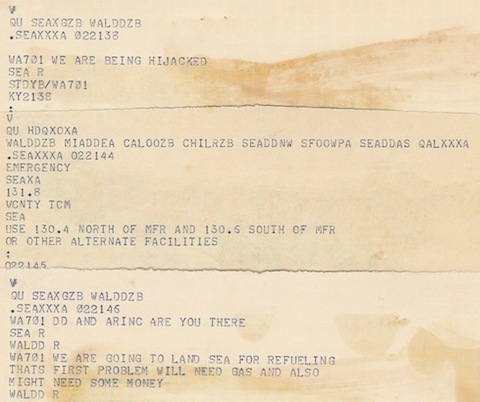 V
QU SEAXGZB WALDDZB
.SEAXXXA 022138
WA701 WE ARE BEING HIJACKED
SEA R
STDYB/WA701
KY2138
:
V
QU HDQXOXA
WALDDZB MIADDEA CALOOZB CHILRZB SEADDNW SFOOWPA SEADDAS QALXXXA
.SEAXXXA 022144
EMERGENCY
SEAXA
131.8
VCNTY TCM
SEA
USE 130.4 NORTH OF MFR AND 130.6 SOUTH OF MFR
OR OTHER ALTERNATE FACILITIES
:
022145
V
QU SEAXGZB WALDDZB
.SEAXXXA 022146
WA701 DD AND ARINC ARE YOU THERE
SEA R
WALDD R
WA701 WE ARE GOING TO LAND SEA FOR REFUELING
THATS FIRST PROBLEM WILL NEED GAS AND ALSO
MIGHT NEED SOME MONEY
WALDD R